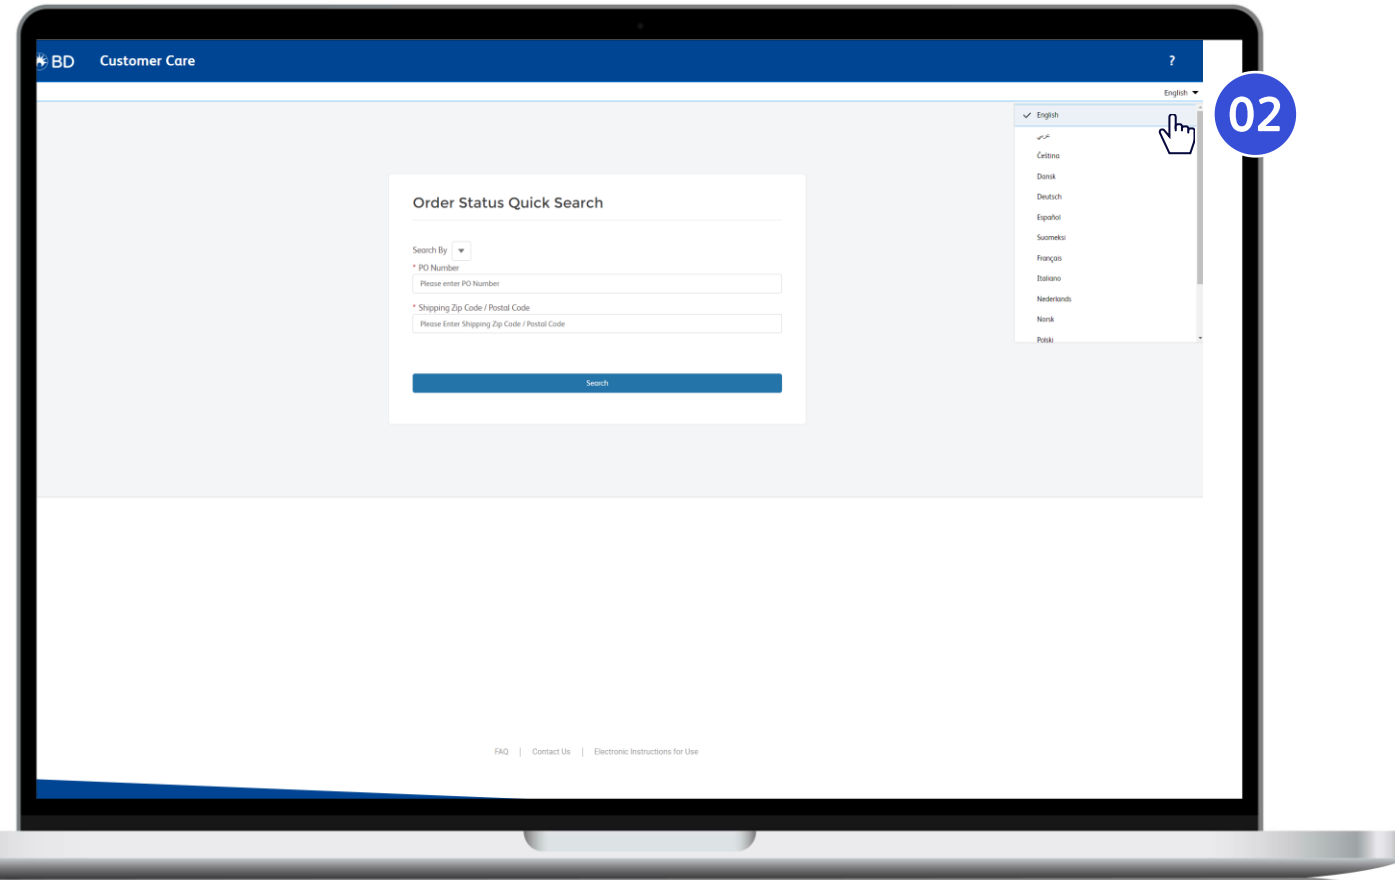 BD Customer Care ?
English
02
English
عربي
Čeština
Dansk
Deutsch
Español
Suomeksi
Français
Italiano
Nederlands
Norsk
Polski
Order Status Quick Search
Search By
* PO Number
Please enter PO Number
* Shipping Zip Code / Postal Code
Please Enter Shipping Zip Code / Postal Code
Search
FAQ | Contact Us | Electronic Instructions for Use